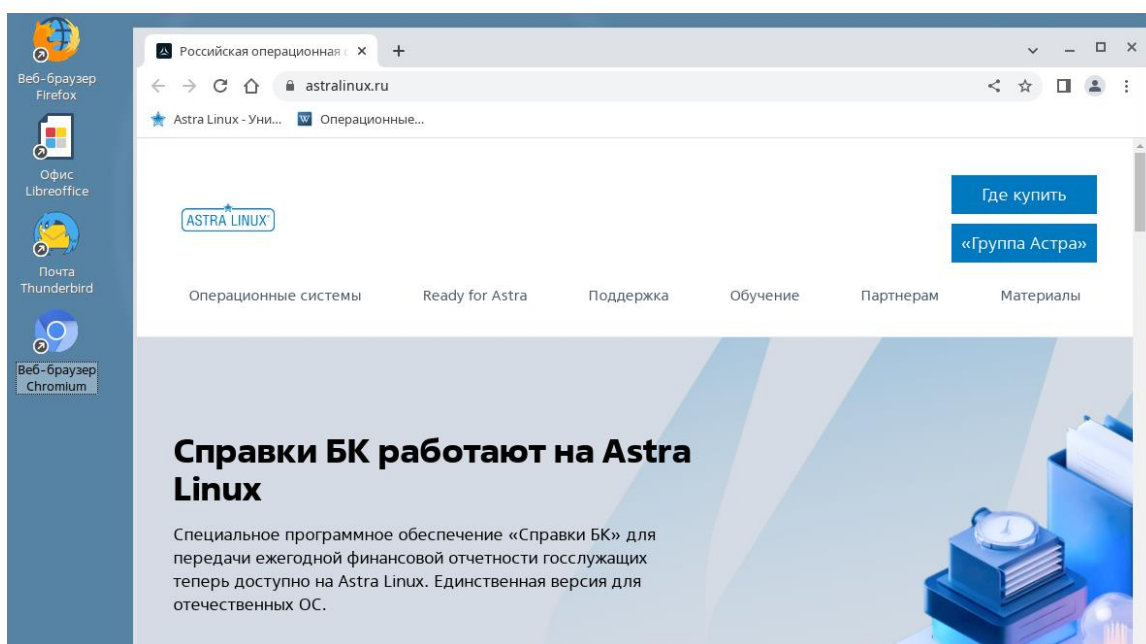 Веб-браузер
Firefox
Офис
Libreoffice
Почта
Thunderbird
Веб-браузер
Chromium
Российская операционная с
astralinux.ru
Astra Linux - Уни...
W Операционные...
ASTRA LINUX®
Где купить
«Группа Астра»
Операционные системы Ready for Astra Поддержка Обучение Партнерам Материалы
Справки БК работают на Astra
Linux
Специальное программное обеспечение «Справки БК» для
передачи ежегодной финансовой отчетности госслужащих
теперь доступно на Astra Linux. Единственная версия для
отечественных ОС.